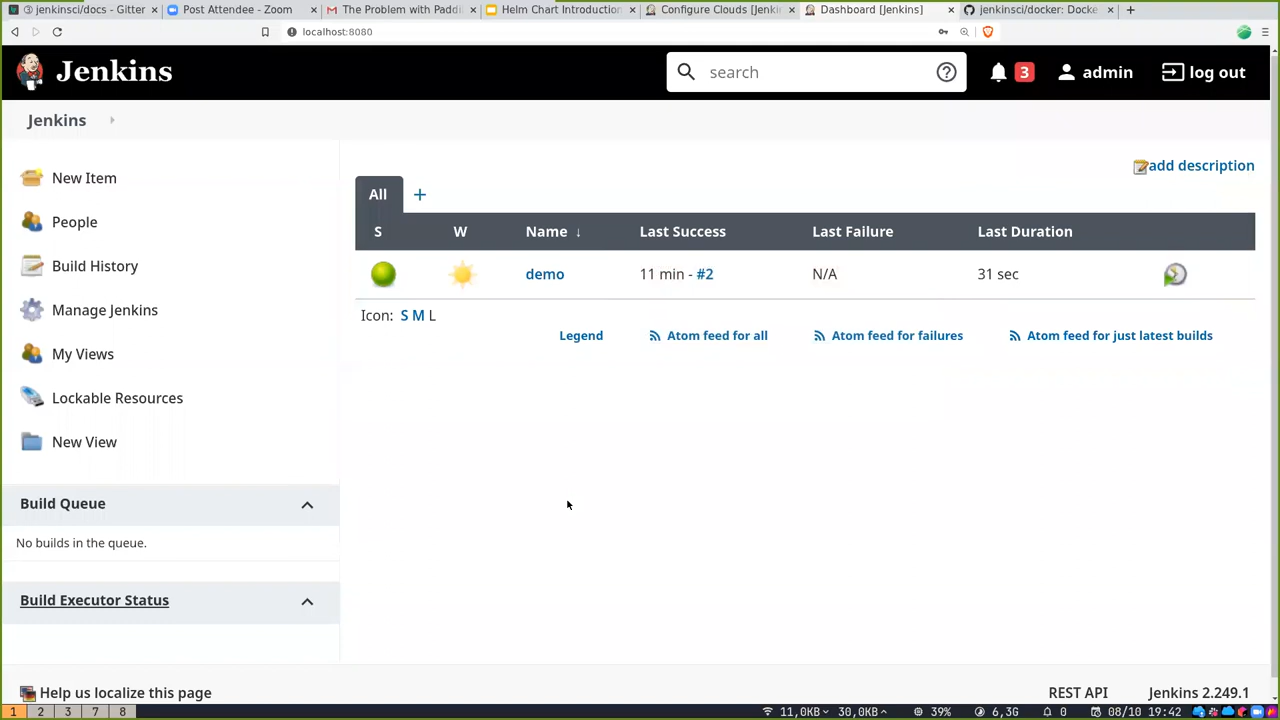 ③ jenkinsci/docs - Gitter
Post Attendee - Zoom
The Problem with Paddi
Helm Chart Introduction
Configure Clouds [Jenki
Dashboard [Jenkins]
jenkinsci/docker: Docke
localhost:8080
Jenkins
search
3
admin
log out
Jenkins
New Item
People
Build History
Manage Jenkins
My Views
Lockable Resources
New View
Build Queue
No builds in the queue.
Build Executor Status
add description
All +
S W Name ↓ Last Success Last Failure Last Duration
demo 11 min - #2 N/A 31 sec
Icon: S M L
Legend Atom feed for all Atom feed for failures Atom feed for just latest builds
Help us localize this page REST API Jenkins 2.249.1
1 2 3 7 8 11,0KB 30,0KB 39% 6,3G 0 08/10 19:42